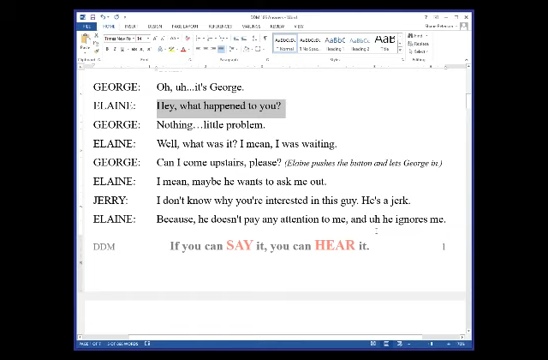 GEORGE: Oh, uh...it's George.
ELAINE: Hey, what happened to you?
GEORGE: Nothing…little problem.
ELAINE: Well, what was it? I mean, I was waiting.
GEORGE: Can I come upstairs, please? (Elaine pushes the button and lets George in)
ELAINE: I mean, maybe he wants to ask me out.
JERRY: I don't know why you're interested in this guy. He's a jerk.
ELAINE: Because, he doesn't pay any attention to me, and uh he ignores me.
DDM If you can SAY it, you can HEAR it. 1